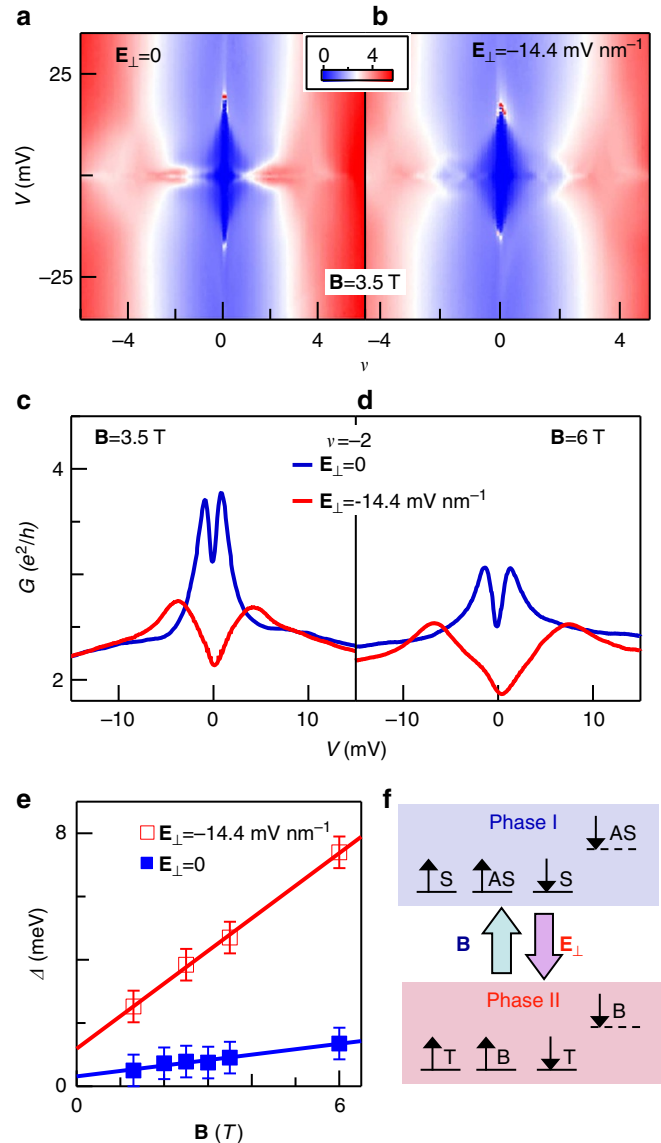 a
b
E⊥=0
0 4
E⊥=−14.4 mV nm⁻¹
25
V (mV)
−25
B=3.5 T
−4 0 4 −4 0 4
ν
c
d
B=3.5 T
ν=−2
B=6 T
E⊥=0
E⊥=-14.4 mV nm⁻¹
4
G (e²/h)
2
−10 0 10 −10 0 10
V (mV)
e
f
8
E⊥=−14.4 mV nm⁻¹
E⊥=0
Δ (meV)
0
0 2 4 6
B (T)
Phase I
AS
S AS S
B
E⊥
Phase II
B
T B T